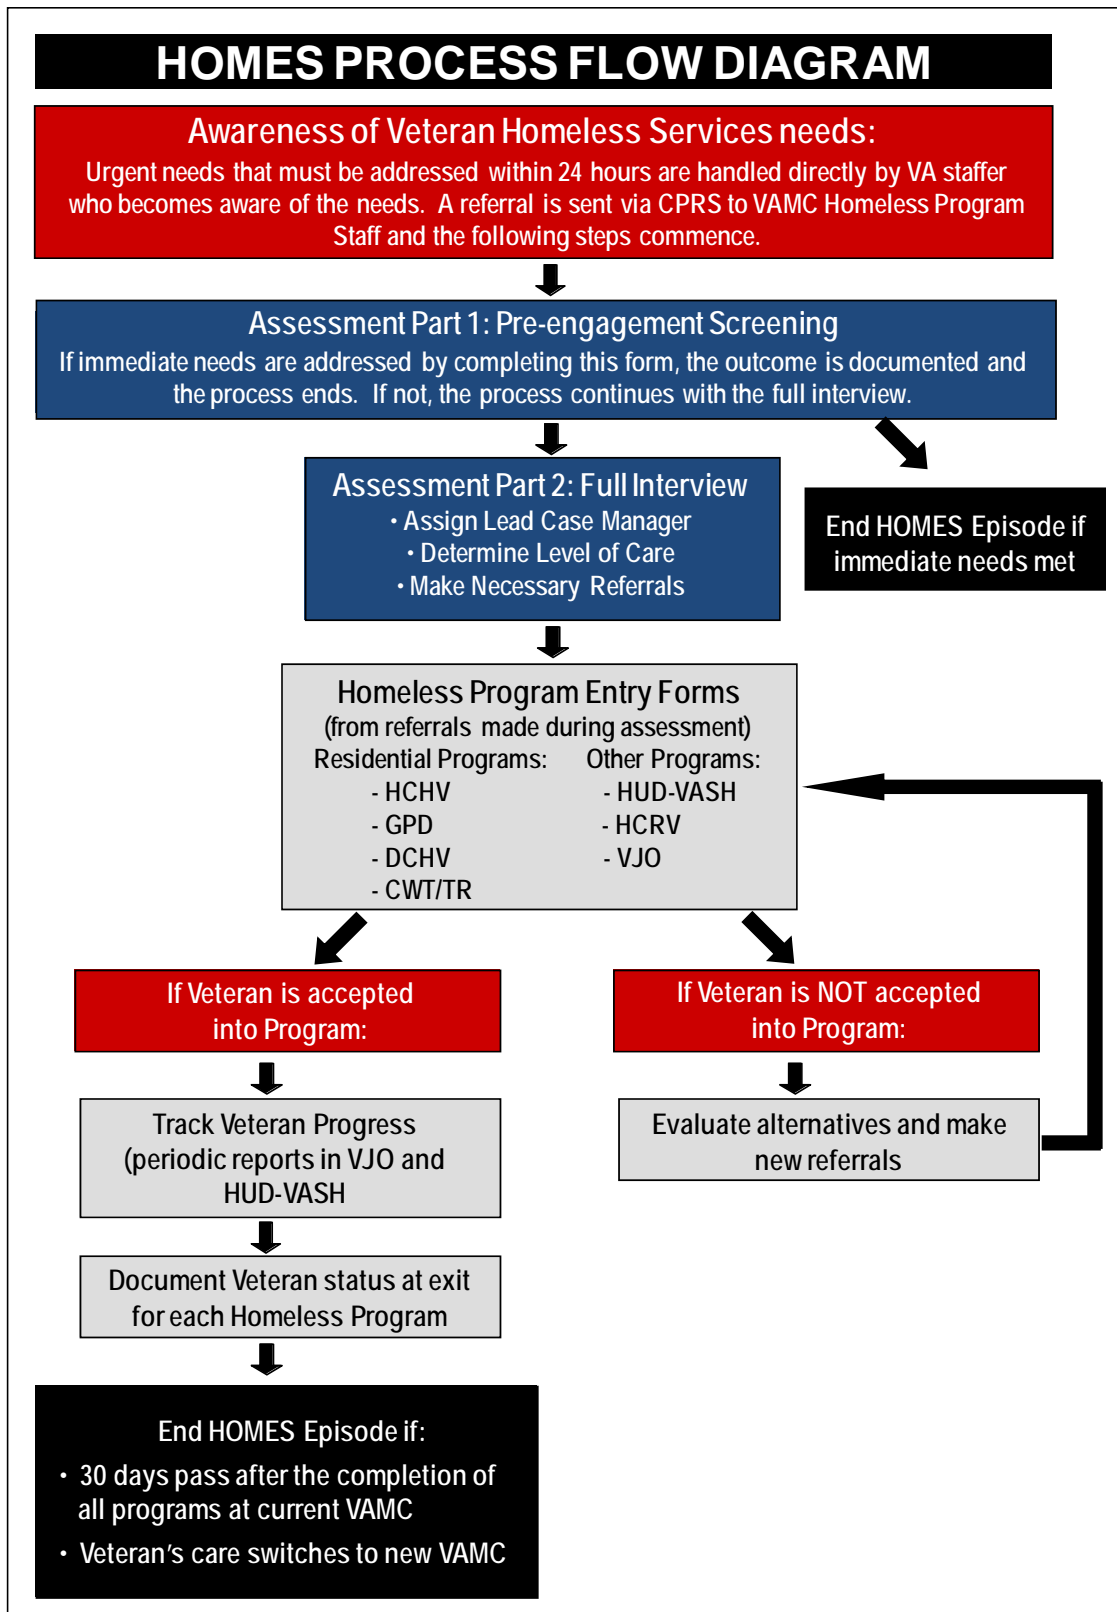 HOMES PROCESS FLOW DIAGRAM
Awareness of Veteran Homeless Services needs:
Urgent needs that must be addressed within 24 hours are handled directly by VA staffer
who becomes aware of the needs. A referral is sent via CPRS to VAMC Homeless Program
Staff and the following steps commence.
Assessment Part 1: Pre-engagement Screening
If immediate needs are addressed by completing this form, the outcome is documented and
the process ends. If not, the process continues with the full interview.
Assessment Part 2: Full Interview
• Assign Lead Case Manager
• Determine Level of Care
• Make Necessary Referrals
End HOMES Episode if
immediate needs met
Homeless Program Entry Forms
(from referrals made during assessment)
Residential Programs:
- HCHV
- GPD
- DCHV
- CWT/TR
Other Programs:
- HUD-VASH
- HCRV
- VJO
If Veteran is accepted
into Program:
If Veteran is NOT accepted
into Program:
Track Veteran Progress
(periodic reports in VJO and
HUD-VASH
Evaluate alternatives and make
new referrals
Document Veteran status at exit
for each Homeless Program
End HOMES Episode if:
• 30 days pass after the completion of
all programs at current VAMC
• Veteran's care switches to new VAMC